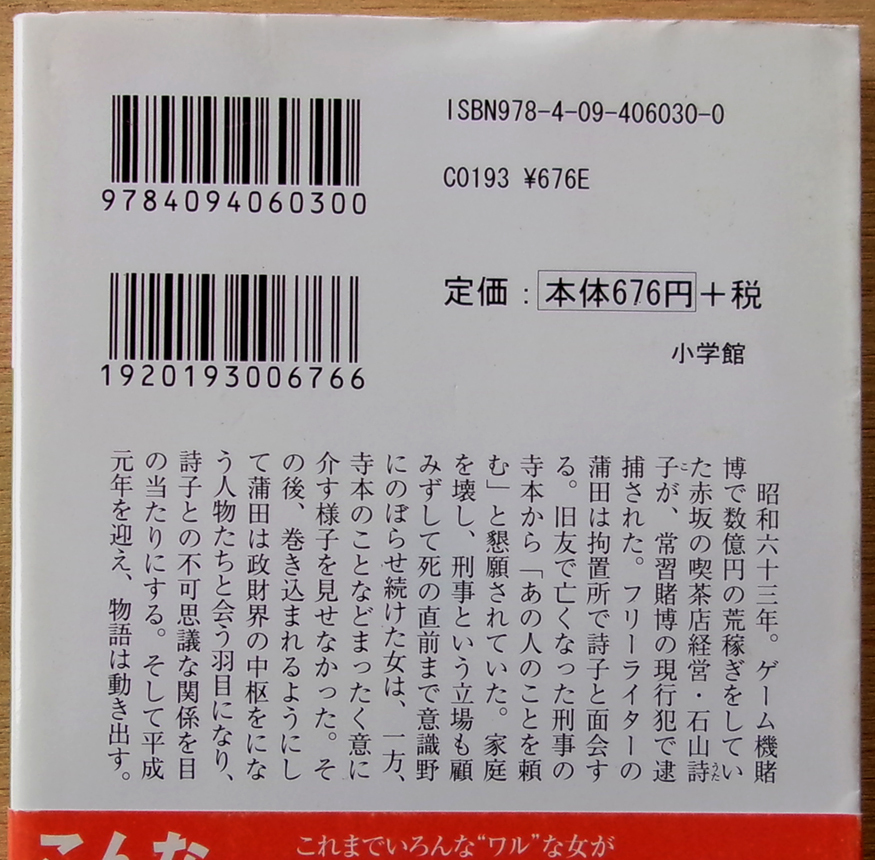 9784094060300
ISBN978-4-09-406030-0
C0193 ¥676E
1920193006766
定価：本体676円＋税
小学館
昭和六十三年。ゲーム機賭
博で数億円の荒稼ぎをしてい
た赤坂の喫茶店経営・石山詩
子が、常習賭博の現行犯で逮
捕された。フリーライターの
蒲田は拘置所で詩子と面会す
る。旧友で亡くなった刑事の
寺本から「あの人のことを頼
む」と懇願されていた。家庭
を壊し、刑事という立場も顧
みずして死の直前まで意識野
にのぼらせ続けた女は、一方、
寺本のことなどまったく意に
介す様子を見せなかった。そ
の後、巻き込まれるようにし
て蒲田は政財界の中枢をにな
う人物たちと会う羽目になり、
詩子との不可思議な関係を目
の当たりにする。そして平成
元年を迎え、物語は動き出す。
うた
こ
こんな
これまでいろんな“ワル”な女が